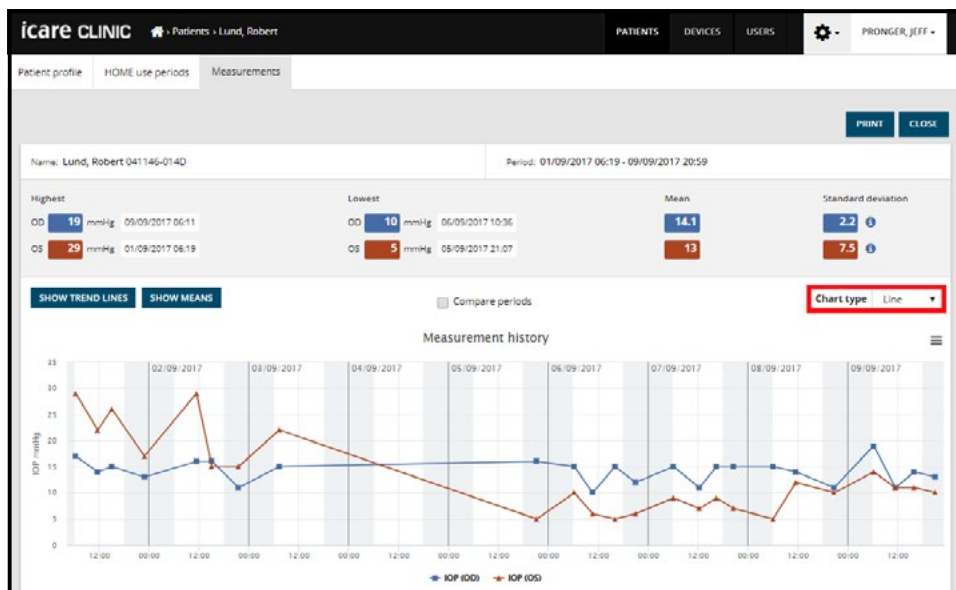 icare CLINIC › Patients › Lund, Robert PATIENTS DEVICES USERS PRONGER, JEFF
Patient profile HOME use periods Measurements
PRINT CLOSE
Name: Lund, Robert 041146-014D Period: 01/09/2017 06:19 - 09/09/2017 20:59
Highest Lowest Mean Standard deviation
OD 19 mmHg 09/09/2017 06:11 OD 10 mmHg 06/09/2017 10:36 14.1 2.2
OS 29 mmHg 01/09/2017 06:19 OS 5 mmHg 05/09/2017 21:07 13 7.5
SHOW TREND LINES SHOW MEANS Compare periods Chart type Line
Measurement history
35 02/09/2017 03/09/2017 04/09/2017 05/09/2017 06/09/2017 07/09/2017 08/09/2017 09/09/2017
30
25
20
IOP mmHg
15
10
5
0
12:00 00:00 12:00 00:00 12:00 00:00 12:00 00:00 12:00 00:00 12:00 00:00 12:00 00:00 12:00 00:00 12:00
IOP (OD) IOP (OS)